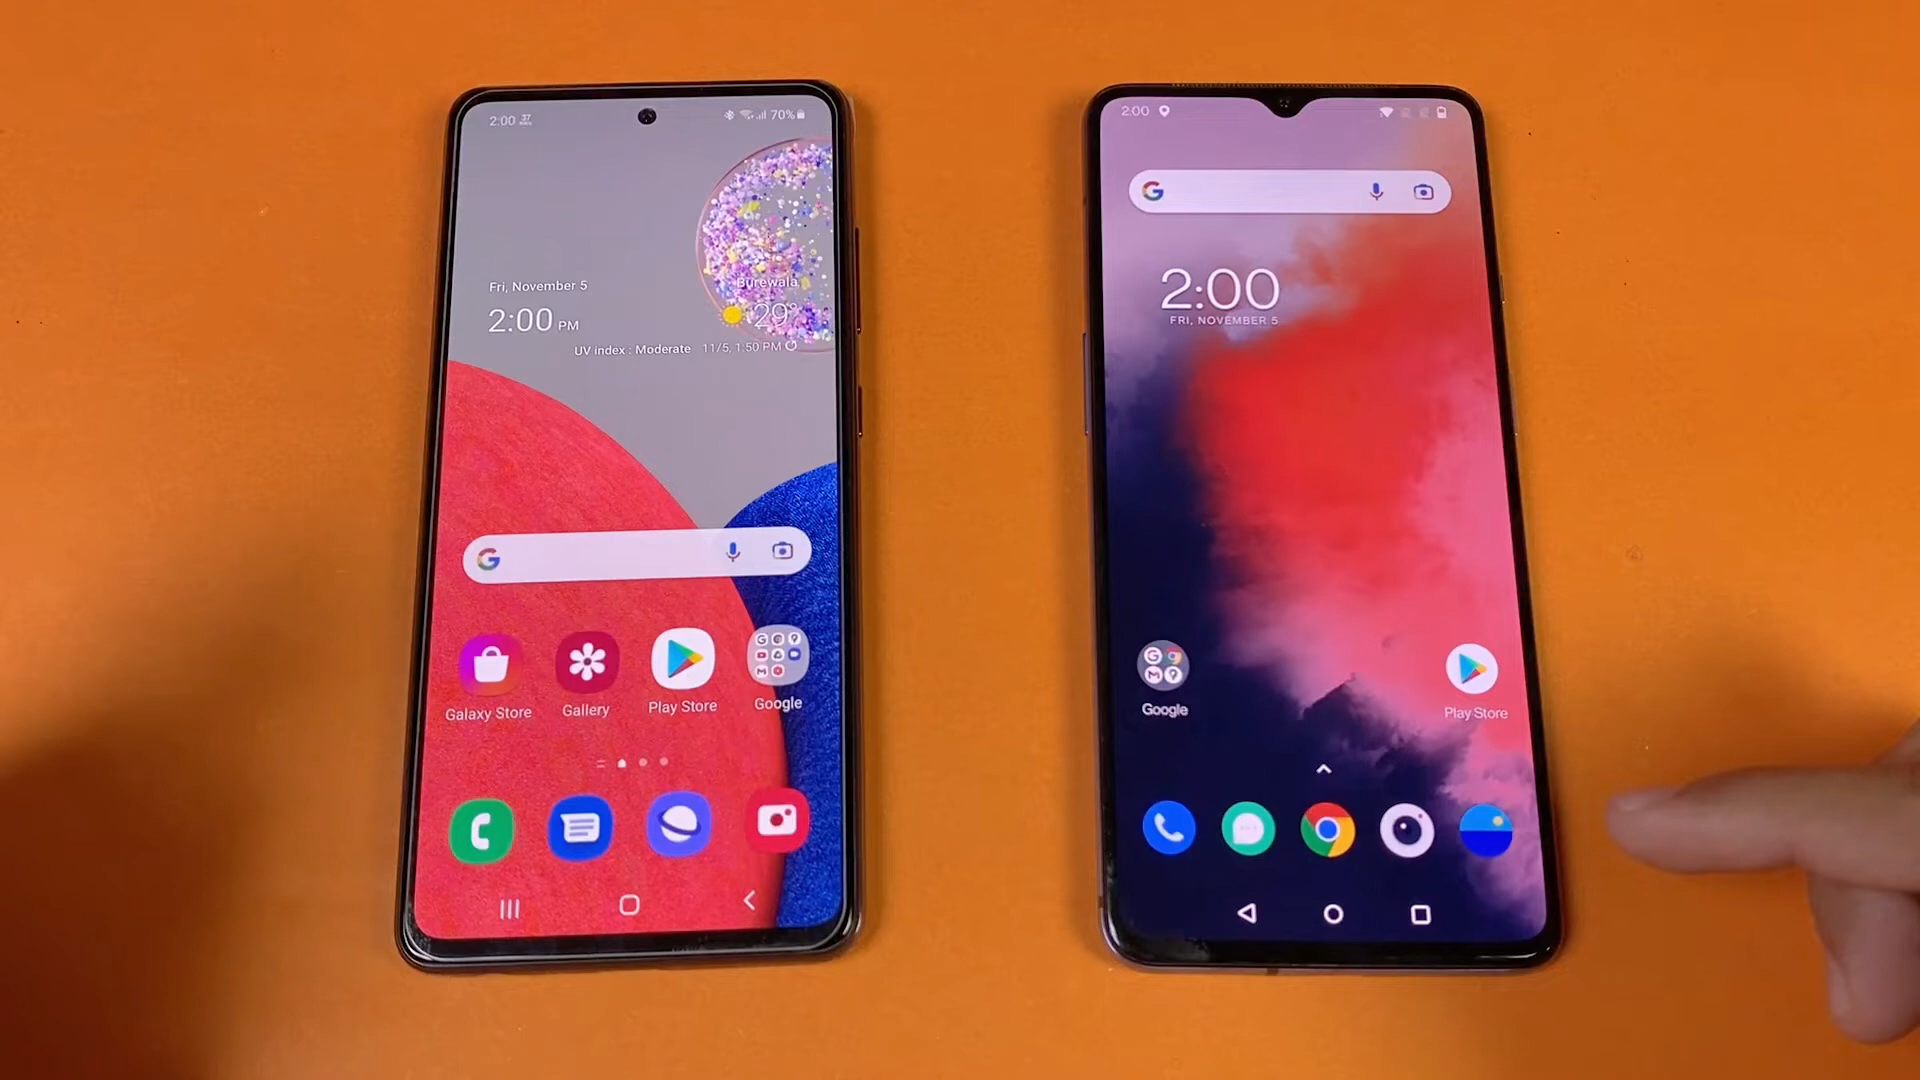 2:00
70%
Fri, November 5
2:00 PM
Burewala
29°
UV index : Moderate 11/5, 1:50 PM
Galaxy Store
Gallery
Play Store
Google
2:00
2:00
FRI, NOVEMBER 5
Google
Play Store